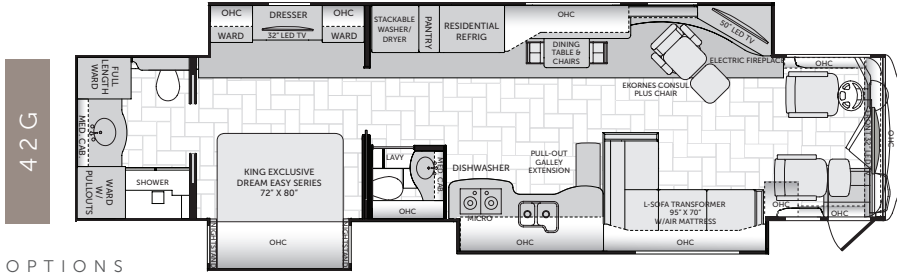 42G
OHC
DRESSER
OHC
WARD
32" LED TV
WARD
STACKABLE
WASHER/
DRYER
PANTRY
RESIDENTIAL
REFRIG
OHC
DINING
TABLE &
CHAIRS
50" LED TV
ELECTRIC FIREPLACE
EKORNES CONSUL
PLUS CHAIR
OHC
OHC
FULL
LENGTH
WARD
MED. CAB.
WARD
W/
PULLOUTS
SHOWER
KING EXCLUSIVE
DREAM EASY SERIES
72" X 80"
NIGHTSTAND
OHC
NIGHTSTAND
LAVY
MED. CAB.
OHC
DISHWASHER
PULL-OUT
GALLEY
EXTENSION
MICRO
OHC
L-SOFA TRANSFORMER
95" X 70"
W/AIR MATTRESS
OHC
OHC
OHC
OPTIONS